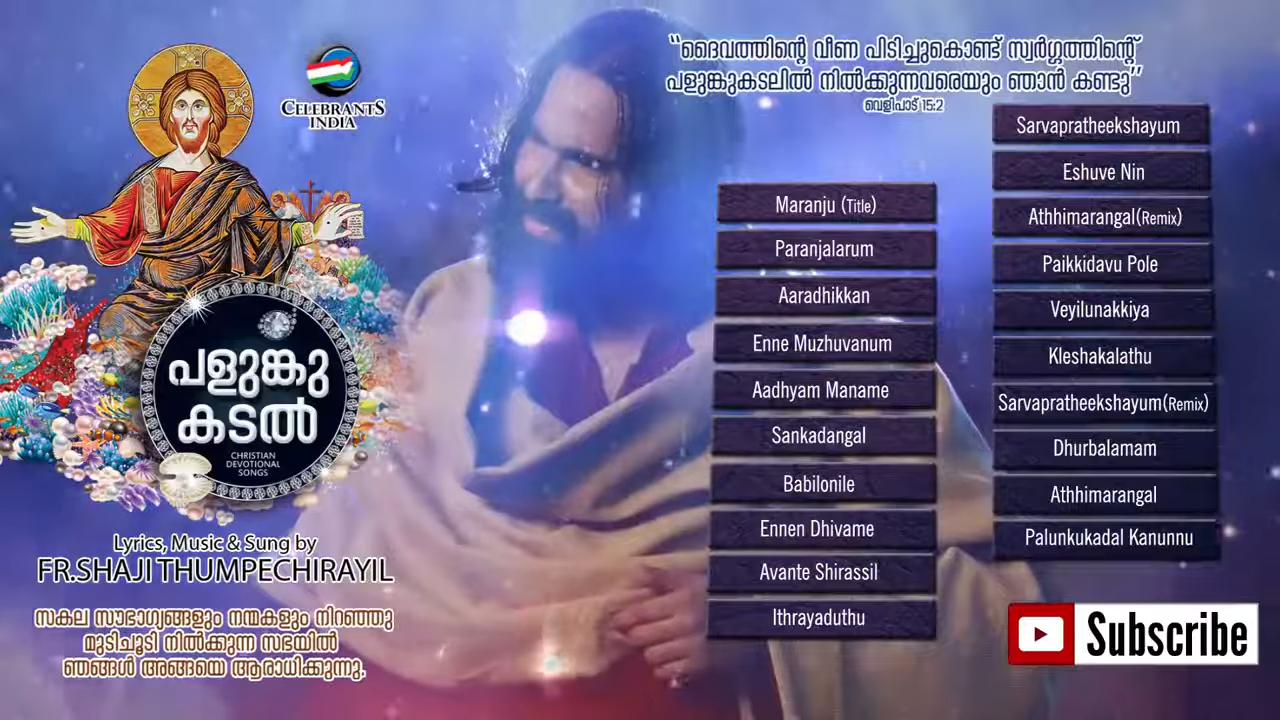 CELEBRANTS
INDIA
"ദൈവത്തിന്റെ വീണ പിടിച്ചുകൊണ്ട് സ്വർഗ്ഗത്തിന്റെ
പളുങ്കുകടലിൽ നിൽക്കുന്നവരെയും ഞാൻ കണ്ടു"
വെളിപാട് 15:2
പളുങ്കു
കടൽ
CHRISTIAN
DEVOTIONAL
SONGS
Lyrics, Music & Sung by
FR.SHAJI THUMPECHIRAYIL
സകല സൗഭാഗ്യങ്ങളും നന്മകളും നിറഞ്ഞു
മുടിചൂടി നിൽക്കുന്ന സഭയിൽ
ഞങ്ങൾ അങ്ങയെ ആരാധിക്കുന്നു.
Maranju (Title)
Paranjalarum
Aaradhikkan
Enne Muzhuvanum
Aadhyam Maname
Sankadangal
Babilonile
Ennen Dhivame
Avante Shirassil
Ithrayaduthu
Sarvapratheekshayum
Eshuve Nin
Athhimarangal(Remix)
Paikkidavu Pole
Veyilunakkiya
Kleshakalathu
Sarvapratheekshayum(Remix)
Dhurbalamam
Athhimarangal
Palunkukadal Kanunnu
Subscribe